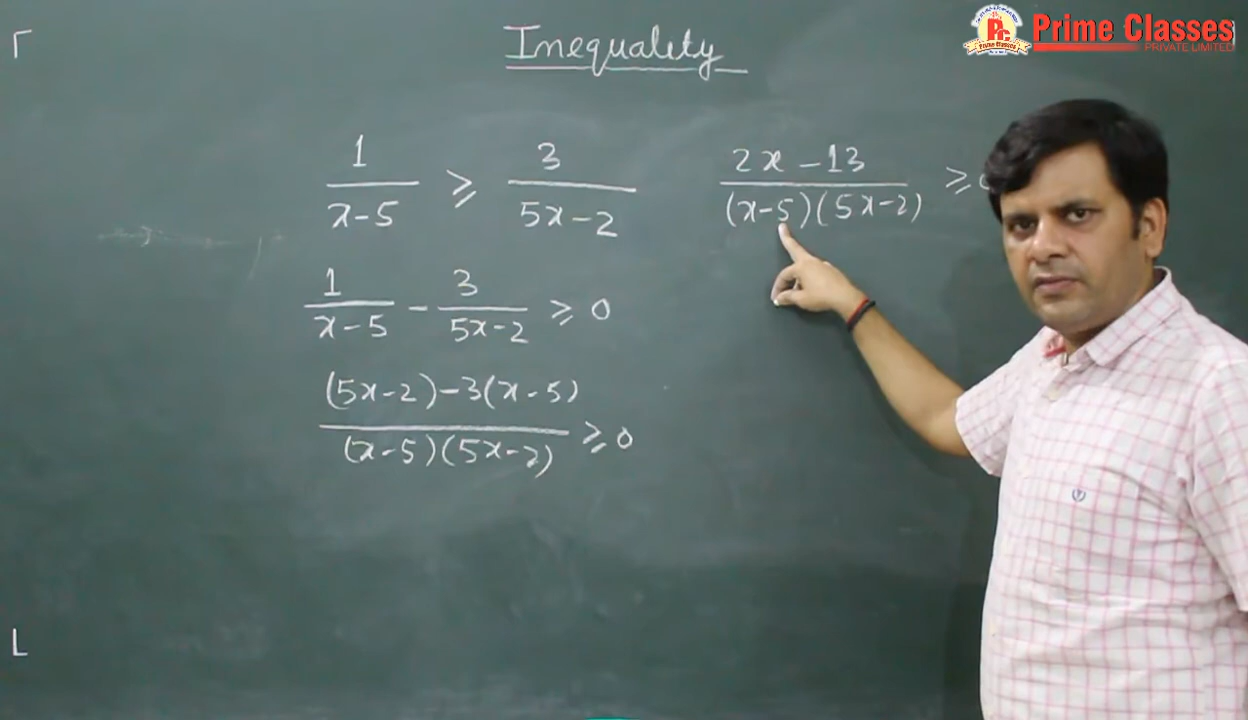 Prime Classes
PRIVATE LIMITED
Inequality
1/(x-5) ≥ 3/(5x-2)
1/(x-5) - 3/(5x-2) ≥ 0
((5x-2)-3(x-5))/((x-5)(5x-2)) ≥ 0
(2x-13)/((x-5)(5x-2)) ≥